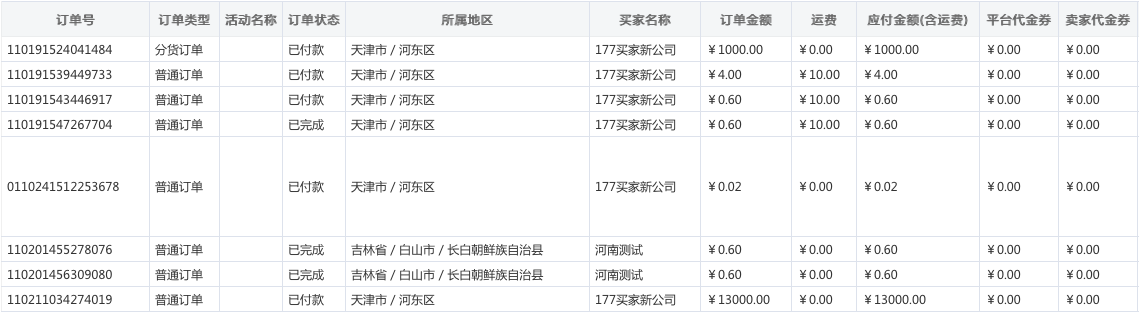 订单号 订单类型 活动名称 订单状态 所属地区 买家名称 订单金额 运费 应付金额(含运费) 平台代金券 卖家代金券
110191524041484 分货订单 已付款 天津市 / 河东区 177买家新公司 ¥1000.00 ¥0.00 ¥1000.00 ¥0.00 ¥0.00
110191539449733 普通订单 已付款 天津市 / 河东区 177买家新公司 ¥4.00 ¥10.00 ¥4.00 ¥0.00 ¥0.00
110191543446917 普通订单 已付款 天津市 / 河东区 177买家新公司 ¥0.60 ¥10.00 ¥0.60 ¥0.00 ¥0.00
110191547267704 普通订单 已完成 天津市 / 河东区 177买家新公司 ¥0.60 ¥10.00 ¥0.60 ¥0.00 ¥0.00
0110241512253678 普通订单 已付款 天津市 / 河东区 177买家新公司 ¥0.02 ¥0.00 ¥0.02 ¥0.00 ¥0.00
110201455278076 普通订单 已完成 吉林省 / 白山市 / 长白朝鲜族自治县 河南测试 ¥0.60 ¥0.00 ¥0.60 ¥0.00 ¥0.00
110201456309080 普通订单 已完成 吉林省 / 白山市 / 长白朝鲜族自治县 河南测试 ¥0.60 ¥0.00 ¥0.60 ¥0.00 ¥0.00
110211034274019 普通订单 已付款 天津市 / 河东区 177买家新公司 ¥13000.00 ¥0.00 ¥13000.00 ¥0.00 ¥0.00